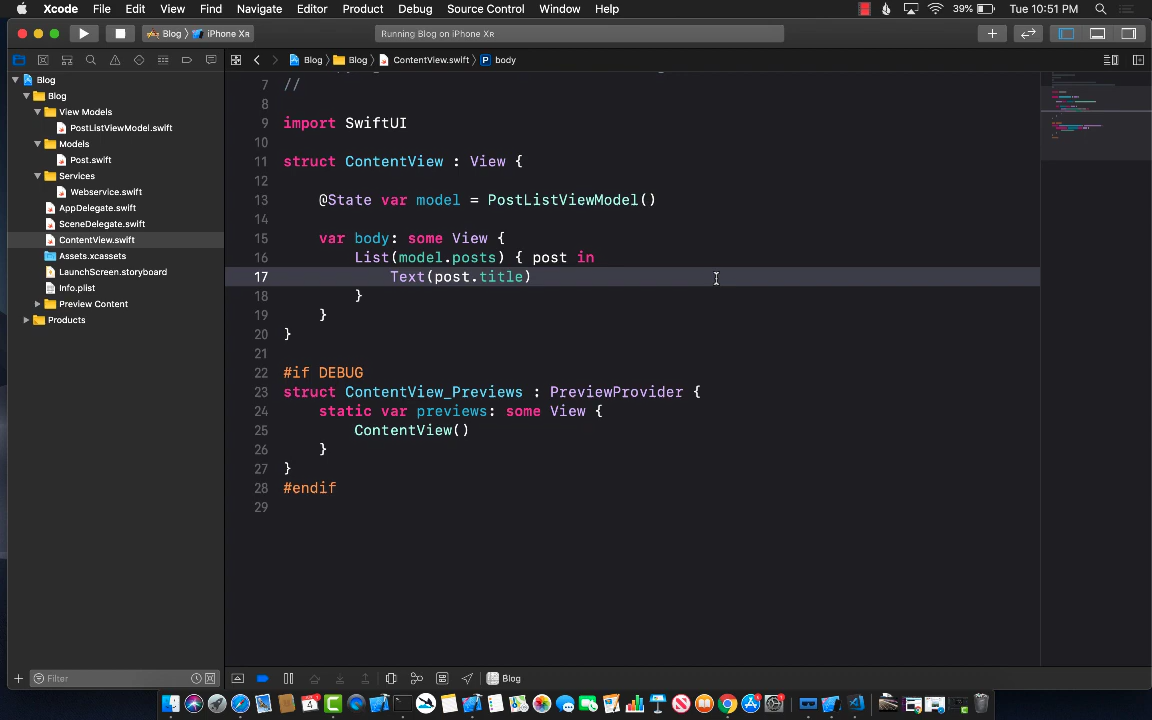 Xcode File Edit View Find Navigate Editor Product Debug Source Control Window Help 39% Tue 10:51 PM
Blog iPhone XR Running Blog on iPhone XR
Blog Blog ContentView.swift P body
Blog
Blog
View Models
PostListViewModel.swift
Models
Post.swift
Services
Webservice.swift
AppDelegate.swift
SceneDelegate.swift
ContentView.swift
Assets.xcassets
LaunchScreen.storyboard
Info.plist
Preview Content
Products
7 //
8
9 import SwiftUI
10
11 struct ContentView : View {
12
13 @State var model = PostListViewModel()
14
15 var body: some View {
16 List(model.posts) { post in
17 Text(post.title)
18 }
19 }
20 }
21
22 #if DEBUG
23 struct ContentView_Previews : PreviewProvider {
24 static var previews: some View {
25 ContentView()
26 }
27 }
28 #endif
29
Filter Blog